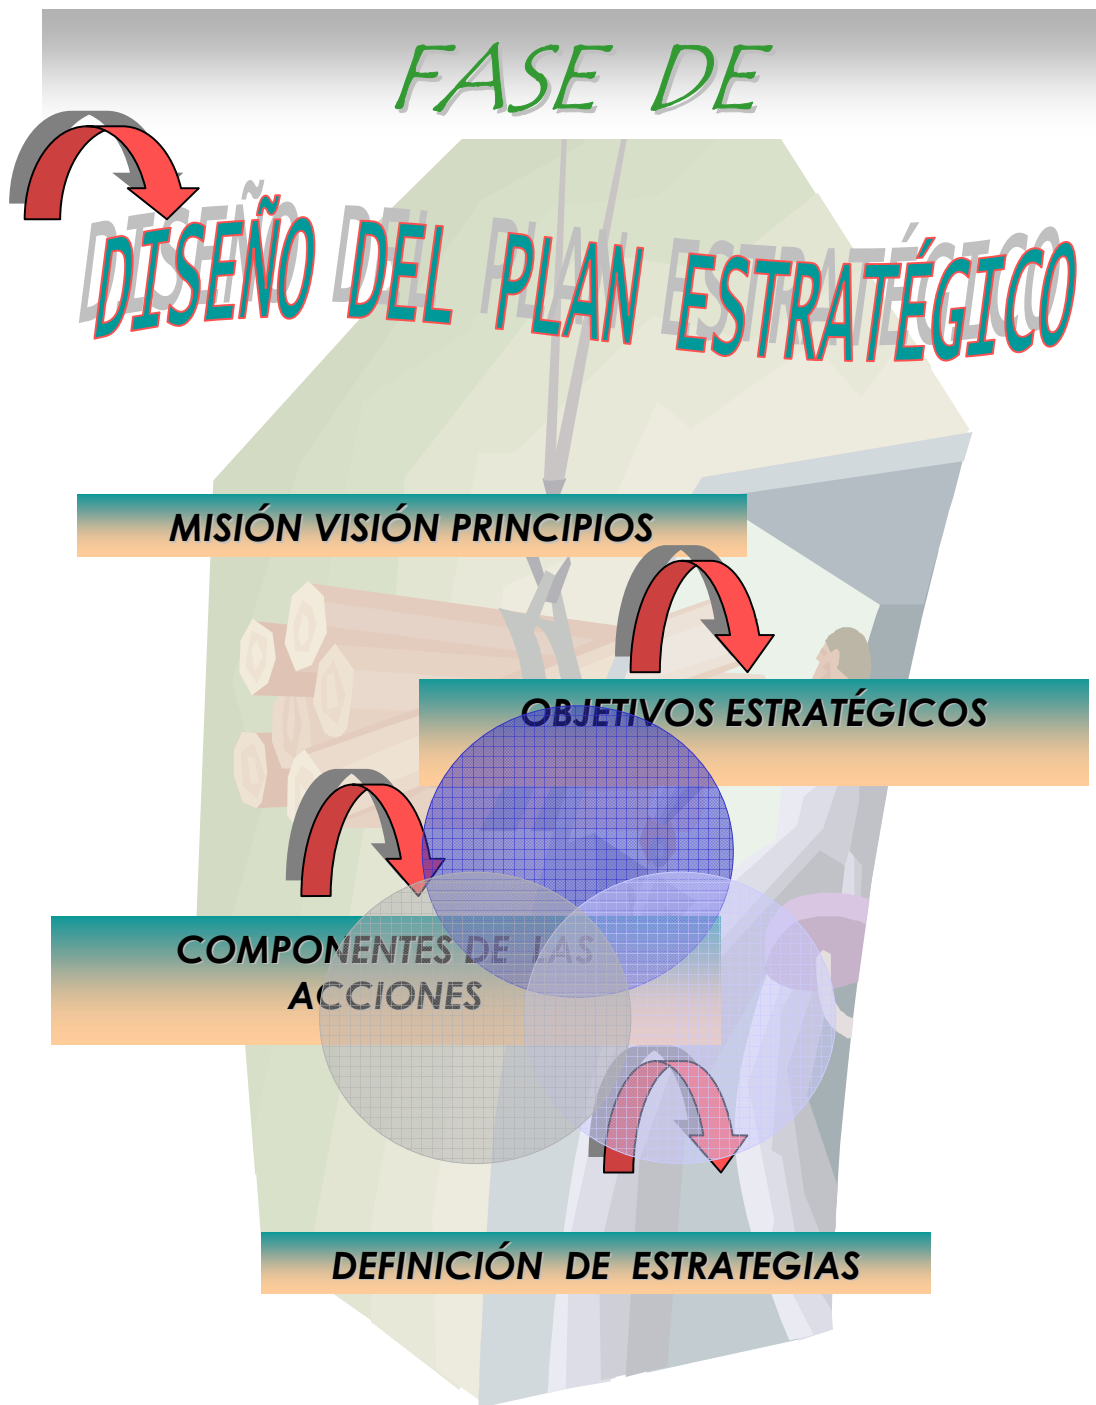 FASE DE
DISEÑO DEL PLAN ESTRATÉGICO
MISIÓN VISIÓN PRINCIPIOS
OBJETIVOS ESTRATÉGICOS
COMPONENTES DE LAS
ACCIONES
DEFINICIÓN DE ESTRATEGIAS